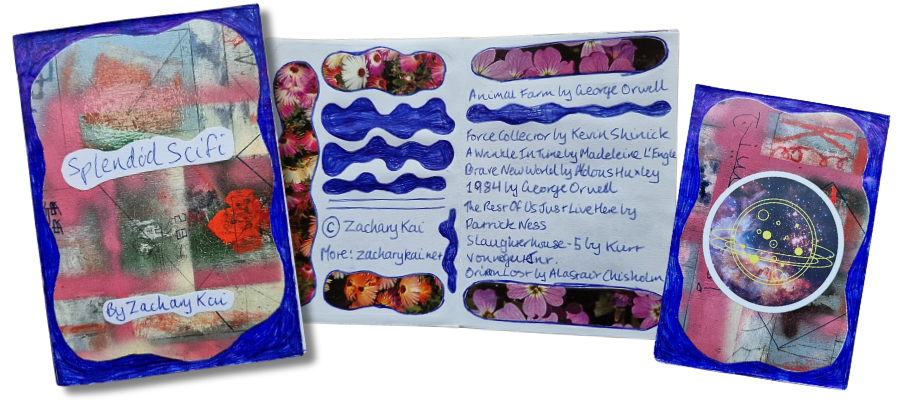 Splendid Scifi
By Zachary Kai
© Zachary Kai
More: zacharykai.net
Animal Farm by George Orwell
Force Collector by Kevin Shinick
A Wrinkle In Time by Madeleine L'Engle
Brave New World by Aldous Huxley
1984 by George Orwell
The Rest Of Us Just Live Here by
Patrick Ness
Slaughterhouse-5 by Kurt
Vonnegut Jnr.
Orion Lost by Alastair Chisholm